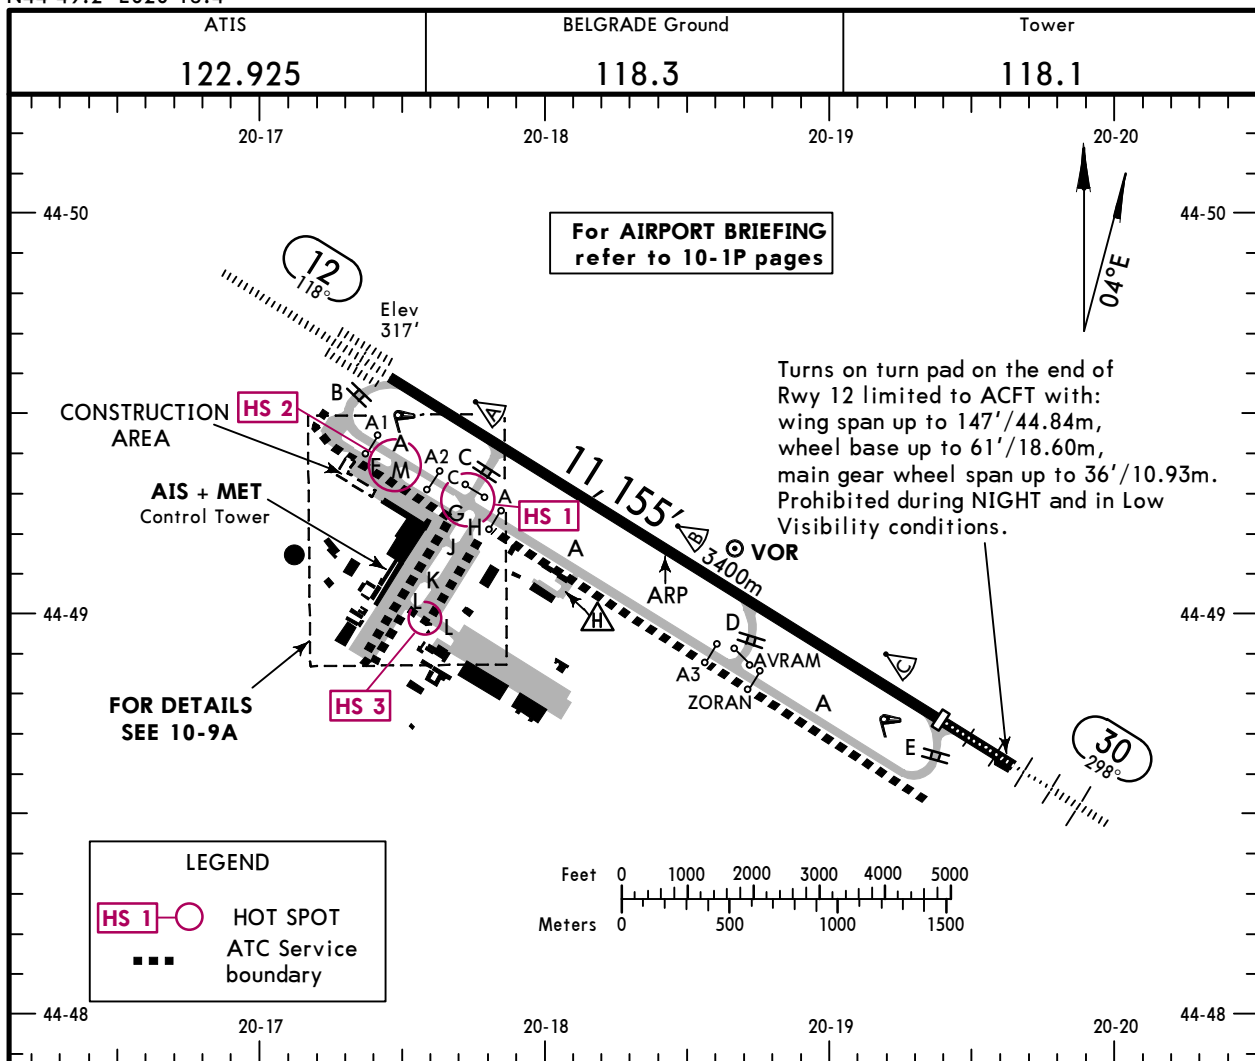 ATIS
122.925
BELGRADE Ground
118.3
Tower
118.1
20-17
20-18
20-19
20-20
44-50
44-50
For AIRPORT BRIEFING
refer to 10-1P pages
04°E
12
118°
Elev
317'
Turns on turn pad on the end of
Rwy 12 limited to ACFT with:
wing span up to 147'/44.84m,
wheel base up to 61'/18.60m,
main gear wheel span up to 36'/10.93m.
Prohibited during NIGHT and in Low
Visibility conditions.
CONSTRUCTION
AREA
HS 2
B
A1
A
F
M
A2
C
C
A
A
11,155'
3400m
B
VOR
AIS + MET
Control Tower
HS 1
G
H
J
A
ARP
K
H
44-49
44-49
L
L
D
A3
AVRAM
ZORAN
A
C
HS 3
FOR DETAILS
SEE 10-9A
E
30
298°
LEGEND
HS 1
HOT SPOT
ATC Service
boundary
Feet 0 1000 2000 3000 4000 5000
Meters 0 500 1000 1500
44-48
44-48
20-17
20-18
20-19
20-20